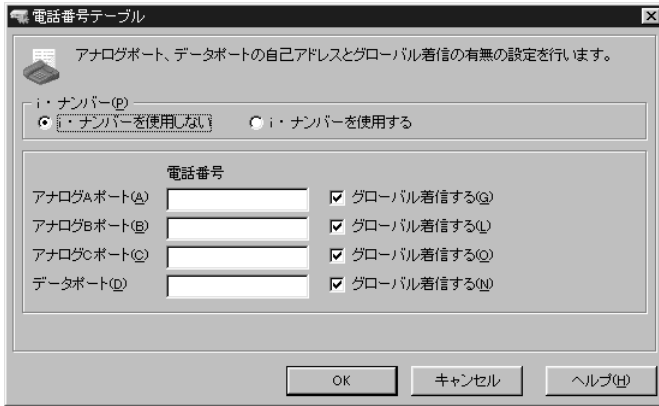 電話番号テーブル
アナログポート、データポートの自己アドレスとグローバル着信の有無の設定を行います。
i・ナンバー(P)
i・ナンバーを使用しない i・ナンバーを使用する
電話番号
アナログAポート(A) グローバル着信する(G)
アナログBポート(B) グローバル着信する(L)
アナログCポート(C) グローバル着信する(O)
データポート(D) グローバル着信する(N)
OK キャンセル ヘルプ(H)